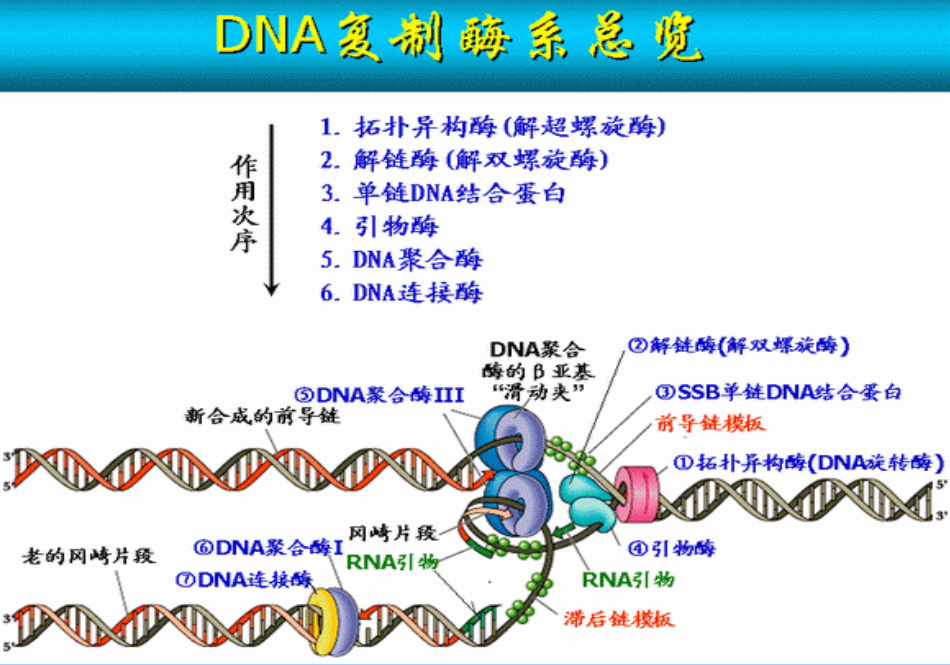 DNA复制酶系总览
作用次序
1. 拓扑异构酶(解超螺旋酶)
2. 解链酶(解双螺旋酶)
3. 单链DNA结合蛋白
4. 引物酶
5. DNA聚合酶
6. DNA连接酶
DNA聚合
酶的β亚基
“滑动夹”
②解链酶(解双螺旋酶)
⑤DNA聚合酶III
③SSB单链DNA结合蛋白
新合成的前导链
前导链模板
①拓扑异构酶(DNA旋转酶)
3'
5'
5'
3'
冈崎片段
④引物酶
老的冈崎片段
⑥DNA聚合酶I
RNA引物
⑦DNA连接酶
RNA引物
滞后链模板
3'
5'